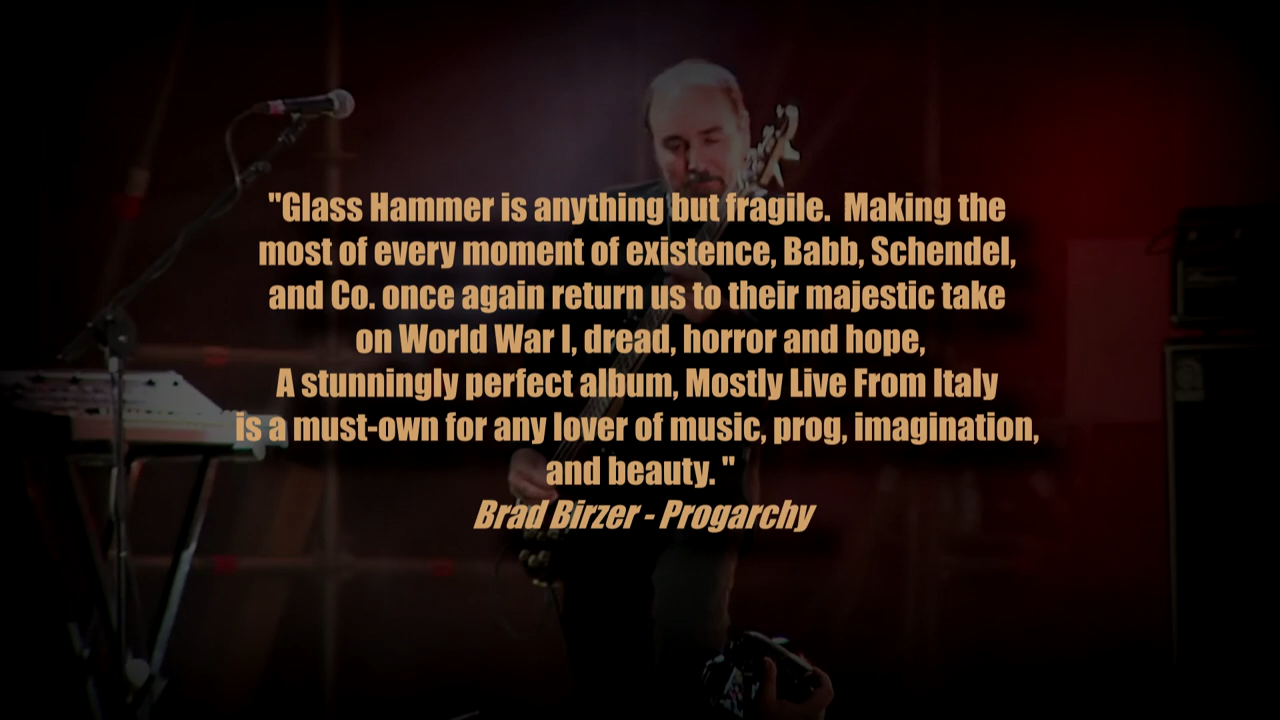 "Glass Hammer is anything but fragile.  Making the
most of every moment of existence, Babb, Schendel,
and Co. once again return us to their majestic take
on World War I, dread, horror and hope,
A stunningly perfect album, Mostly Live From Italy
is a must-own for any lover of music, prog, imagination,
and beauty. "
Brad Birzer - Progarchy